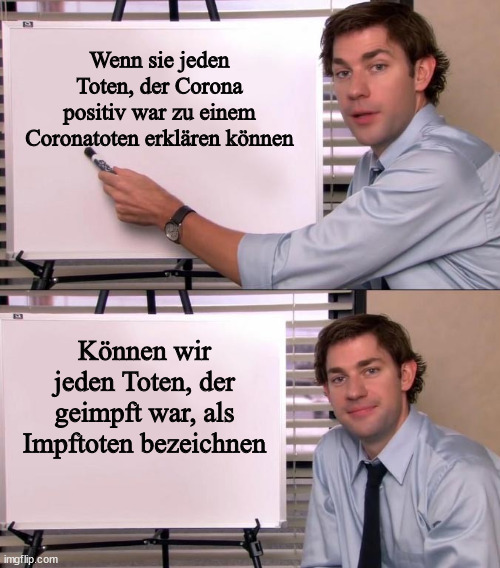 Wenn sie jeden
Toten, der Corona
positiv war zu einem
Coronatoten erklären können
Können wir
jeden Toten, der
geimpft war, als
Impftoten bezeichnen
imgflip.com